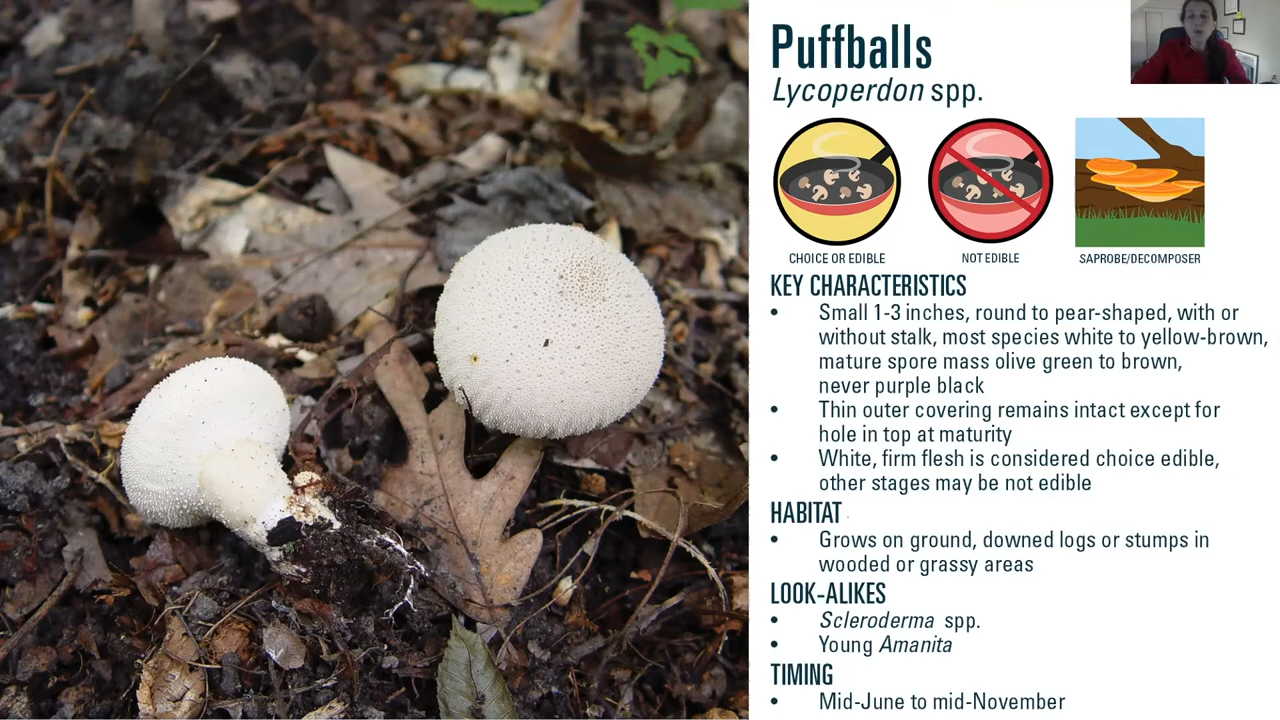 Puffballs
Lycoperdon spp.
CHOICE OR EDIBLE
NOT EDIBLE
SAPROBE/DECOMPOSER
KEY CHARACTERISTICS
• Small 1-3 inches, round to pear-shaped, with or
without stalk, most species white to yellow-brown,
mature spore mass olive green to brown,
never purple black
• Thin outer covering remains intact except for
hole in top at maturity
• White, firm flesh is considered choice edible,
other stages may be not edible
HABITAT
• Grows on ground, downed logs or stumps in
wooded or grassy areas
LOOK-ALIKES
• Scleroderma spp.
• Young Amanita
TIMING
• Mid-June to mid-November